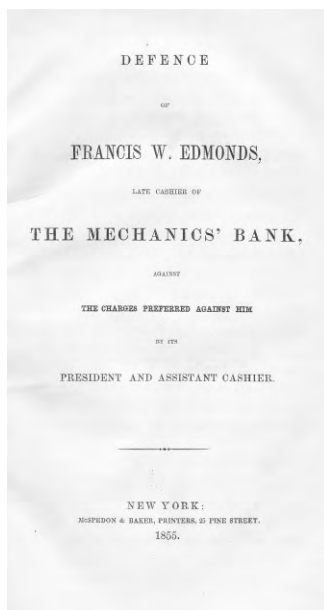 DEFENCE
OF
FRANCIS W. EDMONDS,
LATE CASHIER OF
THE MECHANICS' BANK,
AGAINST
THE CHARGES PREFERRED AGAINST HIM
BY ITS
PRESIDENT AND ASSISTANT CASHIER.
NEW YORK:
McSPEDON & BAKER, PRINTERS, 25 PINE STREET.
1855.